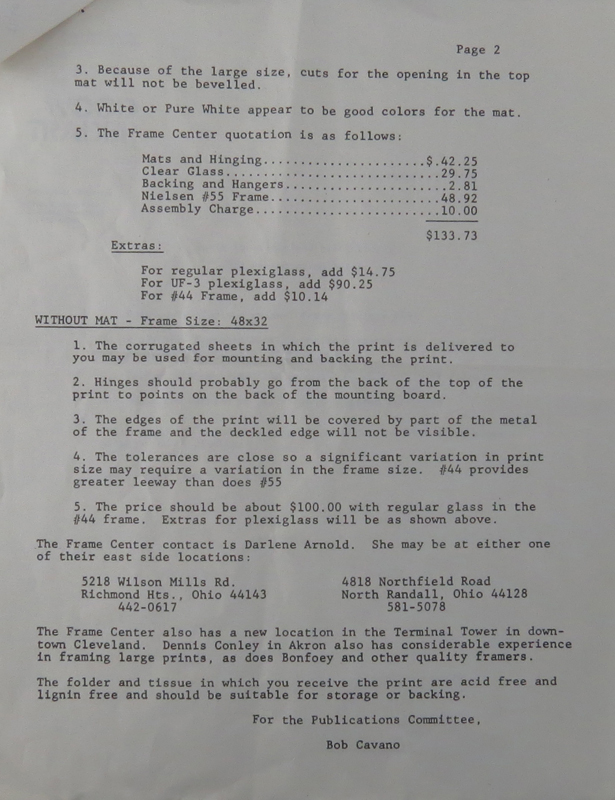 Page 2
3. Because of the large size, cuts for the opening in the top
mat will not be bevelled.
4. White or Pure White appear to be good colors for the mat.
5. The Frame Center quotation is as follows:
Mats and Hinging......................$.42.25
Clear Glass.............................29.75
Backing and Hangers.....................2.81
Nielsen #55 Frame.......................48.92
Assembly Charge.........................10.00
$133.73
Extras:
For regular plexiglass, add $14.75
For UF-3 plexiglass, add $90.25
For #44 Frame, add $10.14
WITHOUT MAT - Frame Size: 48x32
1. The corrugated sheets in which the print is delivered to
you may be used for mounting and backing the print.
2. Hinges should probably go from the back of the top of the
print to points on the back of the mounting board.
3. The edges of the print will be covered by part of the metal
of the frame and the deckled edge will not be visible.
4. The tolerances are close so a significant variation in print
size may require a variation in the frame size. #44 provides
greater leeway than does #55
5. The price should be about $100.00 with regular glass in the
#44 frame. Extras for plexiglass will be as shown above.
The Frame Center contact is Darlene Arnold. She may be at either one
of their east side locations:
5218 Wilson Mills Rd. 4818 Northfield Road
Richmond Hts., Ohio 44143 North Randall, Ohio 44128
442-0617 581-5078
The Frame Center also has a new location in the Terminal Tower in down-
town Cleveland. Dennis Conley in Akron also has considerable experience
in framing large prints, as does Bonfoey and other quality framers.
The folder and tissue in which you receive the print are acid free and
lignin free and should be suitable for storage or backing.
For the Publications Committee,
Bob Cavano